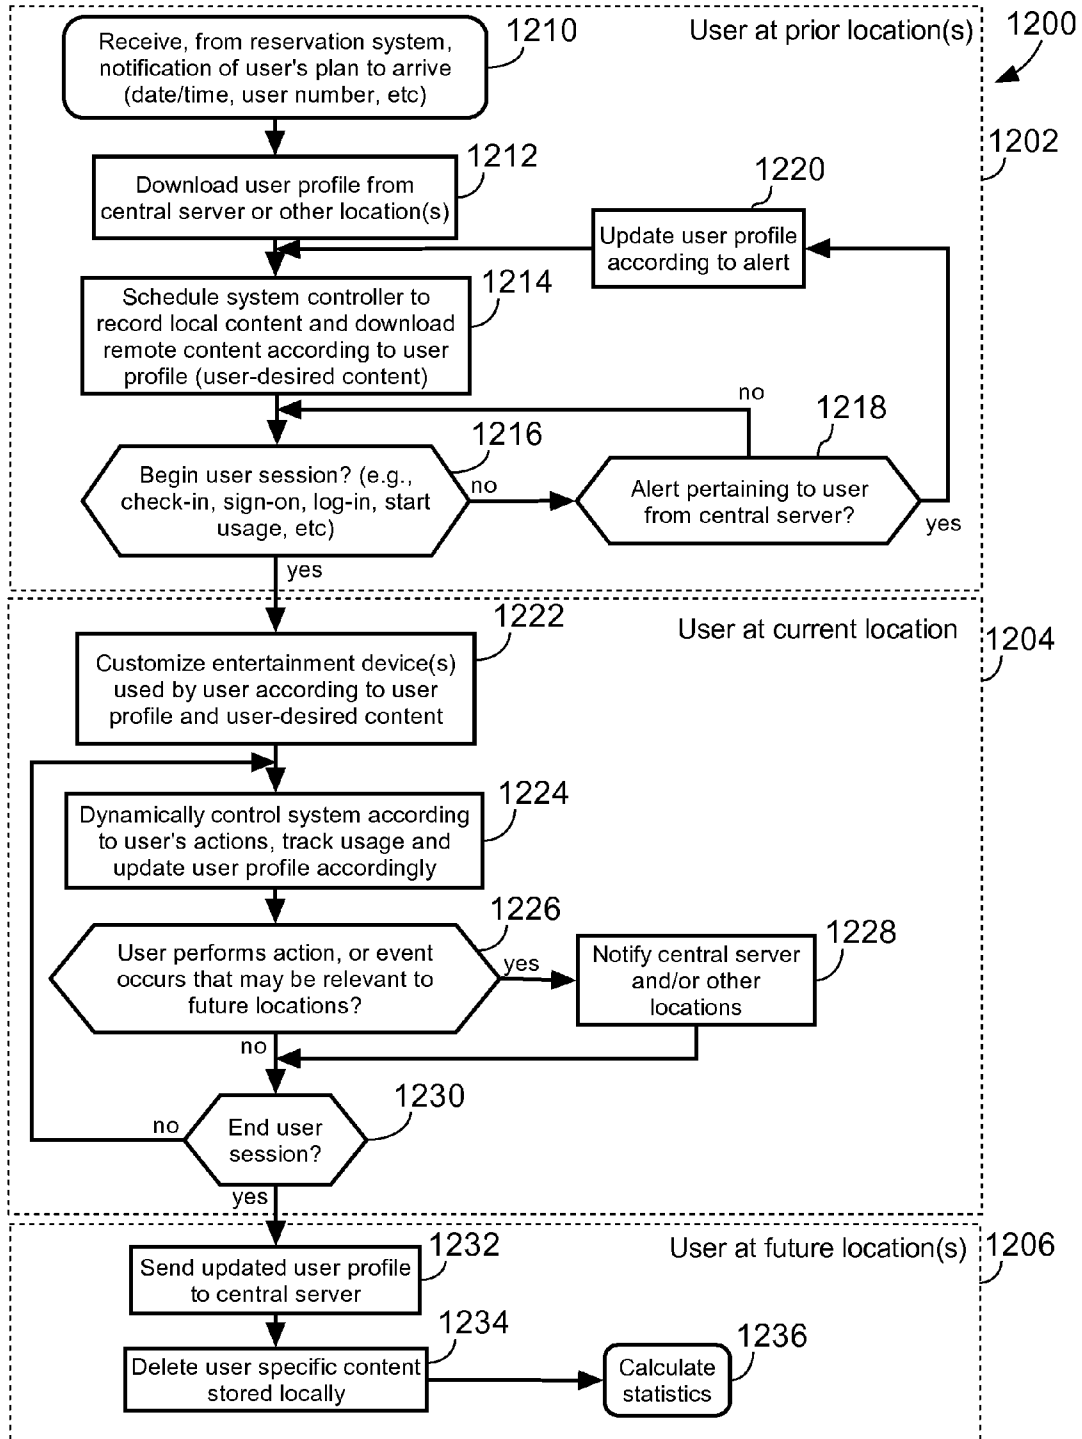 User at prior location(s)
1200
Receive, from reservation system,
notification of user's plan to arrive
(date/time, user number, etc)
1210
1202
1212
Download user profile from
central server or other location(s)
1220
Update user profile
according to alert
1214
Schedule system controller to
record local content and download
remote content according to user
profile (user-desired content)
no
1218
1216
Begin user session? (e.g.,
check-in, sign-on, log-in, start
usage, etc)
no
Alert pertaining to user
from central server?
yes
yes
User at current location
1204
1222
Customize entertainment device(s)
used by user according to user
profile and user-desired content
1224
Dynamically control system according
to user's actions, track usage and
update user profile accordingly
1226
User performs action, or event
occurs that may be relevant to
future locations?
yes
1228
Notify central server
and/or other
locations
no
1230
End user
session?
no
yes
User at future location(s)
1206
1232
Send updated user profile
to central server
1234
Delete user specific content
stored locally
1236
Calculate
statistics